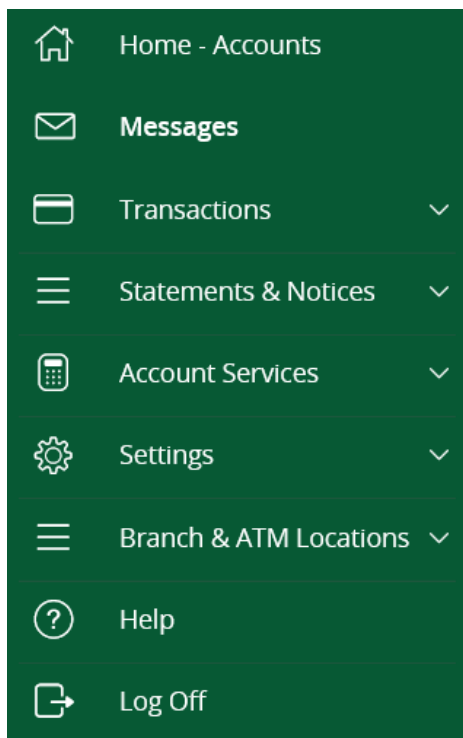 Home - Accounts
Messages
Transactions
Statements & Notices
Account Services
Settings
Branch & ATM Locations
Help
Log Off